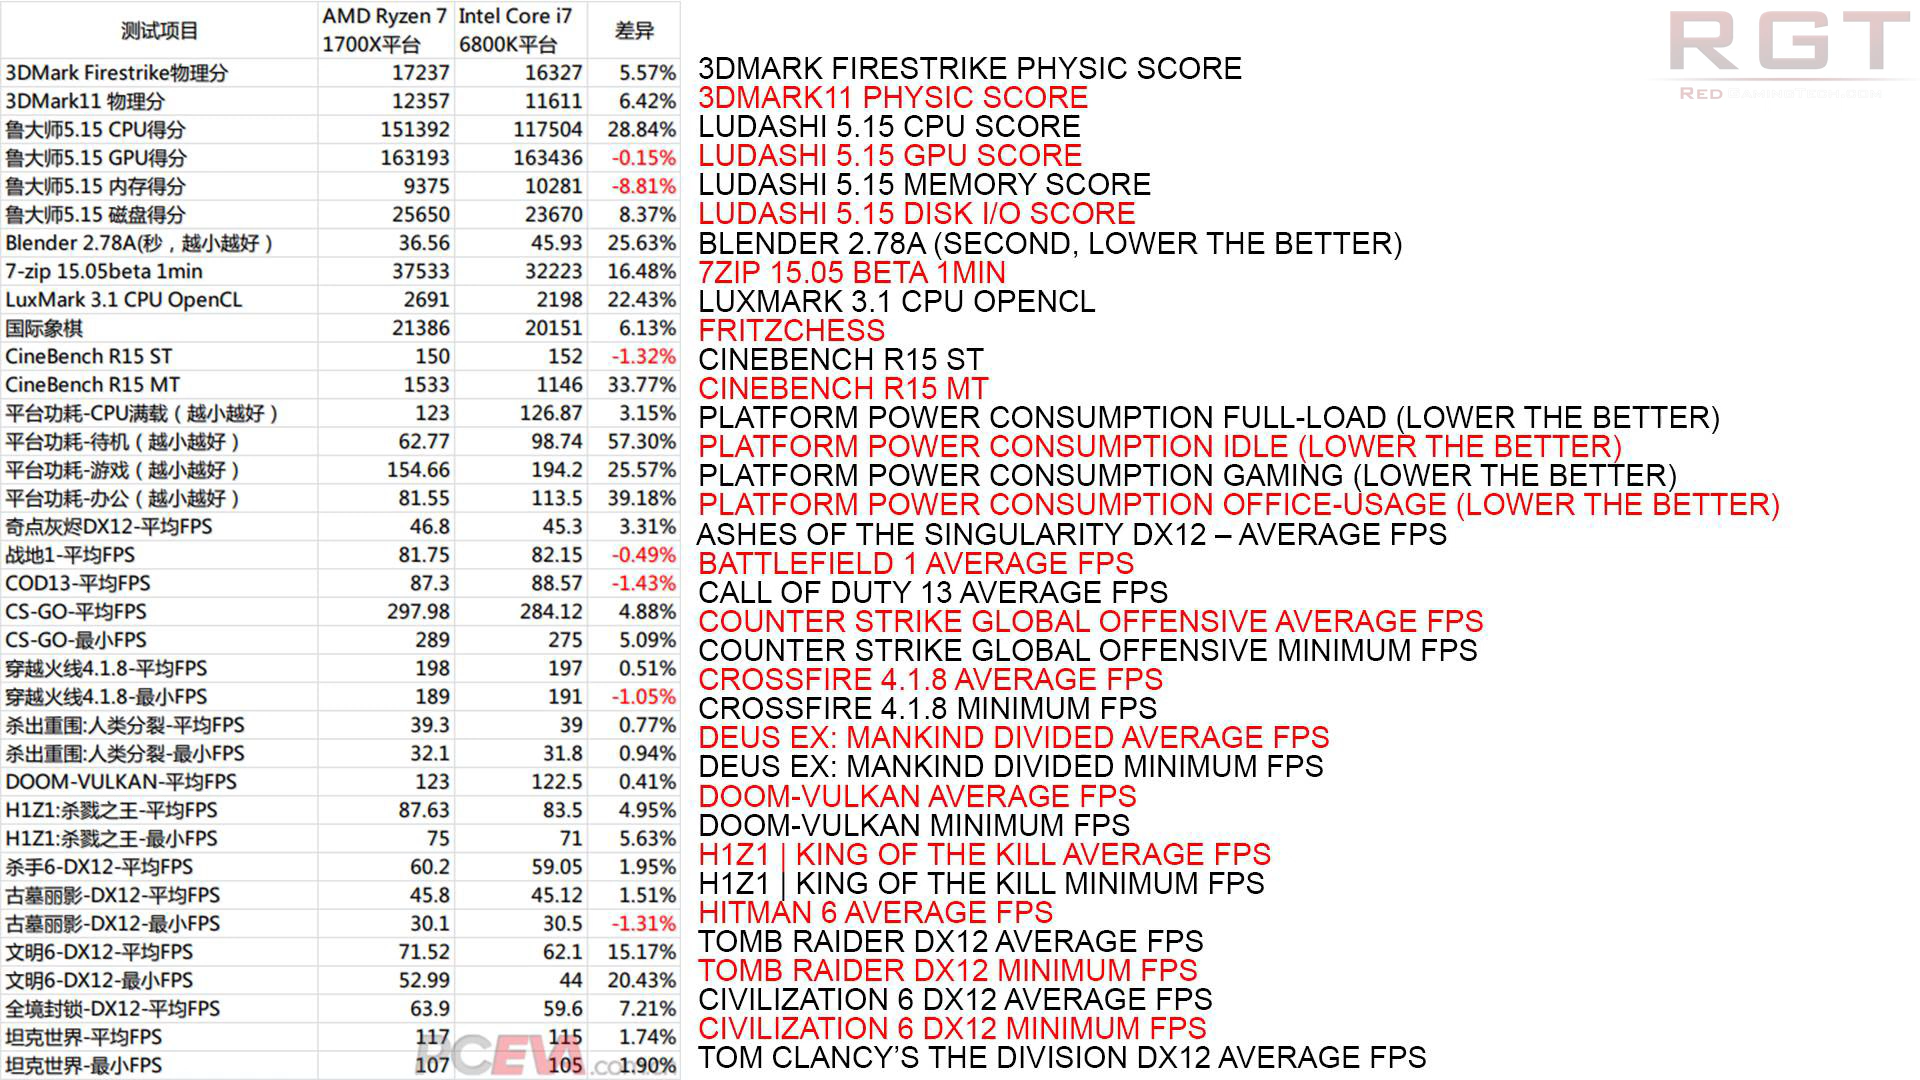 测试项目 AMD Ryzen 7 1700X平台 Intel Core i7 6800K平台 差异
3DMark Firestrike物理分 17237 16327 5.57%
3DMark11 物理分 12357 11611 6.42%
鲁大师5.15 CPU得分 151392 117504 28.84%
鲁大师5.15 GPU得分 163193 163436 -0.15%
鲁大师5.15 内存得分 9375 10281 -8.81%
鲁大师5.15 磁盘得分 25650 23670 8.37%
Blender 2.78A(秒，越小越好） 36.56 45.93 25.63%
7-zip 15.05beta 1min 37533 32223 16.48%
LuxMark 3.1 CPU OpenCL 2691 2198 22.43%
国际象棋 21386 20151 6.13%
CineBench R15 ST 150 152 -1.32%
CineBench R15 MT 1533 1146 33.77%
平台功耗-CPU满载（越小越好） 123 126.87 3.15%
平台功耗-待机（越小越好） 62.77 98.74 57.30%
平台功耗-游戏（越小越好） 154.66 194.2 25.57%
平台功耗-办公（越小越好） 81.55 113.5 39.18%
奇点灰烬DX12-平均FPS 46.8 45.3 3.31%
战地1-平均FPS 81.75 82.15 -0.49%
COD13-平均FPS 87.3 88.57 -1.43%
CS-GO-平均FPS 297.98 284.12 4.88%
CS-GO-最小FPS 289 275 5.09%
穿越火线4.1.8-平均FPS 198 197 0.51%
穿越火线4.1.8-最小FPS 189 191 -1.05%
杀出重围:人类分裂-平均FPS 39.3 39 0.77%
杀出重围:人类分裂-最小FPS 32.1 31.8 0.94%
DOOM-VULKAN-平均FPS 123 122.5 0.41%
H1Z1:杀戮之王-平均FPS 87.63 83.5 4.95%
H1Z1:杀戮之王-最小FPS 75 71 5.63%
杀手6-DX12-平均FPS 60.2 59.05 1.95%
古墓丽影-DX12-平均FPS 45.8 45.12 1.51%
古墓丽影-DX12-最小FPS 30.1 30.5 -1.31%
文明6-DX12-平均FPS 71.52 62.1 15.17%
文明6-DX12-最小FPS 52.99 44 20.43%
全境封锁-DX12-平均FPS 63.9 59.6 7.21%
坦克世界-平均FPS 117 115 1.74%
坦克世界-最小FPS 107 105 1.90%
PCEVA.com.cn
3DMARK FIRESTRIKE PHYSIC SCORE
3DMARK11 PHYSIC SCORE
LUDASHI 5.15 CPU SCORE
LUDASHI 5.15 GPU SCORE
LUDASHI 5.15 MEMORY SCORE
LUDASHI 5.15 DISK I/O SCORE
BLENDER 2.78A (SECOND, LOWER THE BETTER)
7ZIP 15.05 BETA 1MIN
LUXMARK 3.1 CPU OPENCL
FRITZCHESS
CINEBENCH R15 ST
CINEBENCH R15 MT
PLATFORM POWER CONSUMPTION FULL-LOAD (LOWER THE BETTER)
PLATFORM POWER CONSUMPTION IDLE (LOWER THE BETTER)
PLATFORM POWER CONSUMPTION GAMING (LOWER THE BETTER)
PLATFORM POWER CONSUMPTION OFFICE-USAGE (LOWER THE BETTER)
ASHES OF THE SINGULARITY DX12 – AVERAGE FPS
BATTLEFIELD 1 AVERAGE FPS
CALL OF DUTY 13 AVERAGE FPS
COUNTER STRIKE GLOBAL OFFENSIVE AVERAGE FPS
COUNTER STRIKE GLOBAL OFFENSIVE MINIMUM FPS
CROSSFIRE 4.1.8 AVERAGE FPS
CROSSFIRE 4.1.8 MINIMUM FPS
DEUS EX: MANKIND DIVIDED AVERAGE FPS
DEUS EX: MANKIND DIVIDED MINIMUM FPS
DOOM-VULKAN AVERAGE FPS
DOOM-VULKAN MINIMUM FPS
H1Z1 | KING OF THE KILL AVERAGE FPS
H1Z1 | KING OF THE KILL MINIMUM FPS
HITMAN 6 AVERAGE FPS
TOMB RAIDER DX12 AVERAGE FPS
TOMB RAIDER DX12 MINIMUM FPS
CIVILIZATION 6 DX12 AVERAGE FPS
CIVILIZATION 6 DX12 MINIMUM FPS
TOM CLANCY’S THE DIVISION DX12 AVERAGE FPS
RGT
RED GAMINGTECH.COM